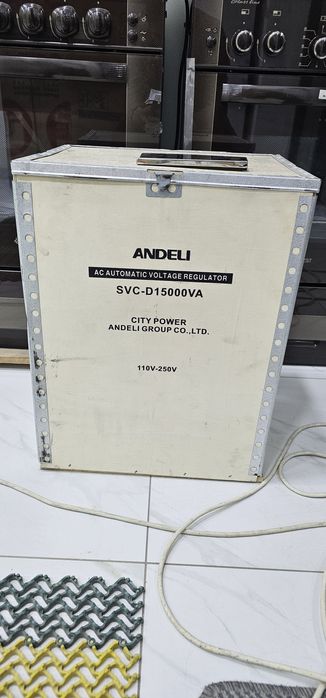 ANDELI
AC AUTOMATIC VOLTAGE REGULATOR
SVC-D15000VA
CITY POWER
ANDELI GROUP CO.,LTD.
110V-250V